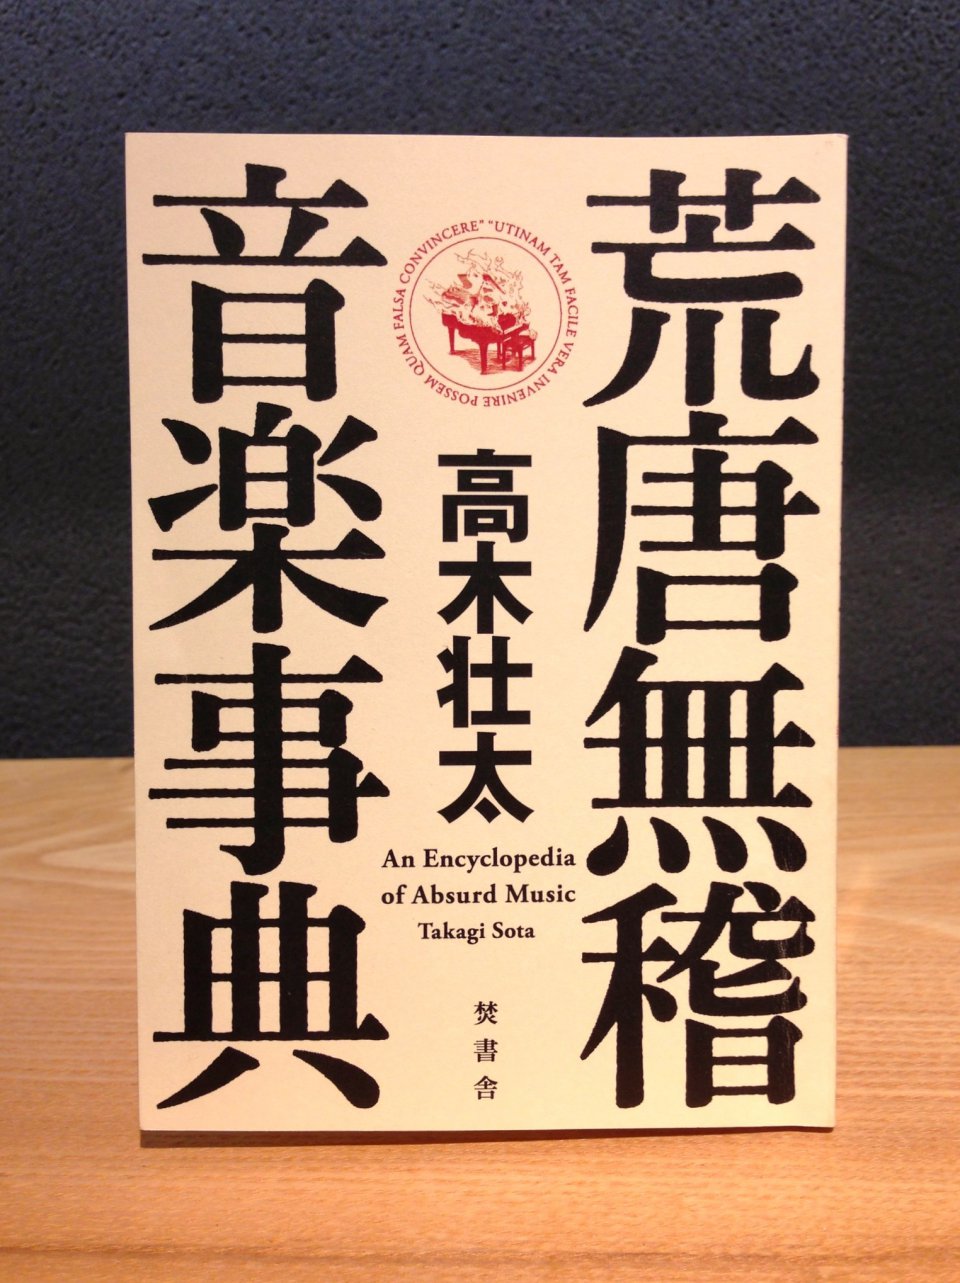 荒唐無稽
音楽事典
"UTINAM TAM FACILE VERA INVENIRE POSSEM QUAM FALSA CONVINCERE"
高木壮太
An Encyclopedia
of Absurd Music
Takagi Sota
焚書舎